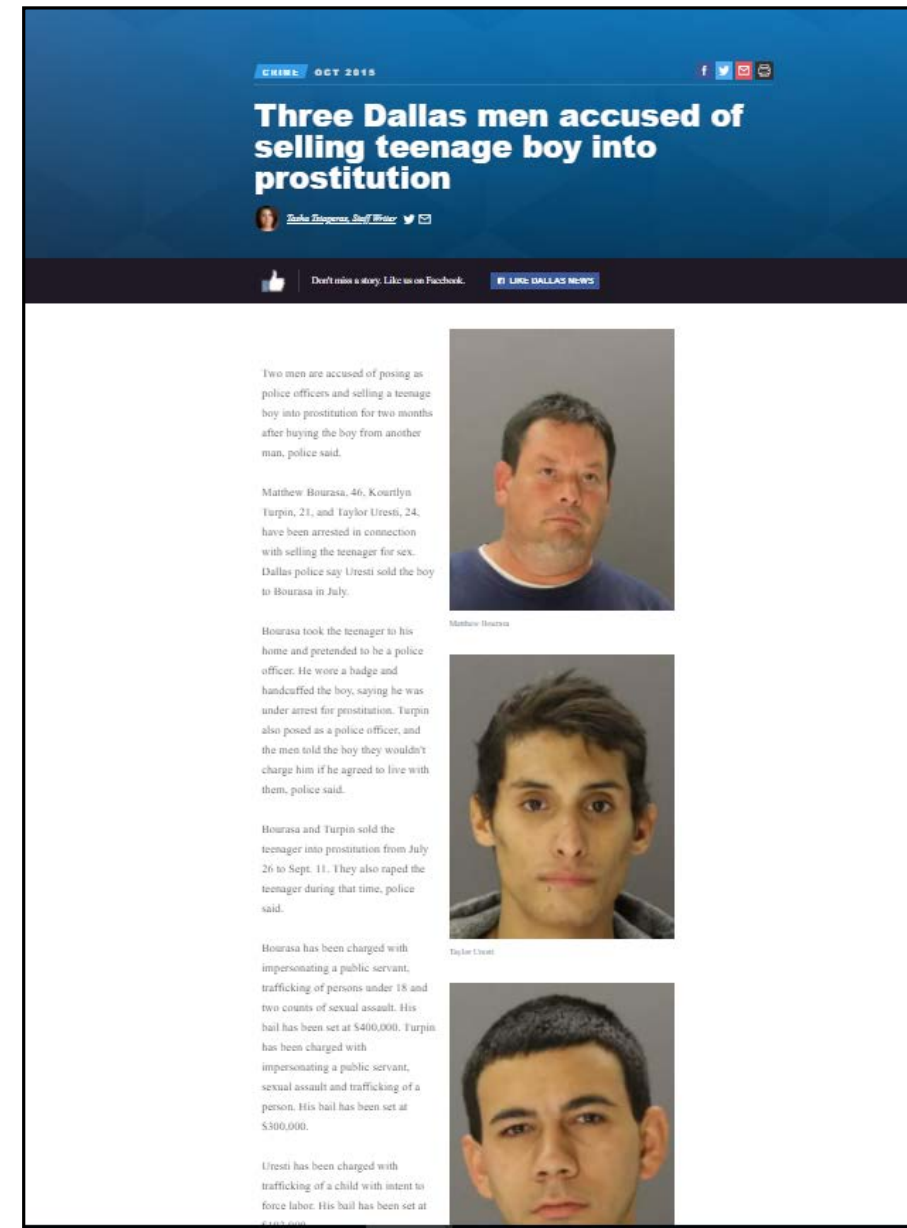 CRIME OCT 2015
Three Dallas men accused of
selling teenage boy into
prostitution
Staff Writer
Don't miss a story. Like us on Facebook.
LIKE DALLAS NEWS
Two men are accused of posing as
police officers and selling a teenage
boy into prostitution for two months
after buying the boy from another
man, police said.
Matthew Bourasa, 46, Kourtlyn
Turpin, 21, and Taylor Uresti, 24,
have been arrested in connection
with selling the teenager for sex.
Dallas police say Uresti sold the boy
to Bourasa in July.
Bourasa took the teenager to his
home and pretended to be a police
officer. He wore a badge and
handcuffed the boy, saying he was
under arrest for prostitution. Turpin
also posed as a police officer, and
the men told the boy they wouldn't
charge him if he agreed to live with
them, police said.
Bourasa and Turpin sold the
teenager into prostitution from July
26 to Sept. 11. They also raped the
teenager during that time, police
said.
Bourasa has been charged with
impersonating a public servant,
trafficking of persons under 18 and
two counts of sexual assault. His
bail has been set at $400,000. Turpin
has been charged with
impersonating a public servant,
sexual assault and trafficking of a
person. His bail has been set at
$300,000.
Uresti has been charged with
trafficking of a child with intent to
force labor. His bail has been set at
Matthew Bourasa
Taylor Uresti